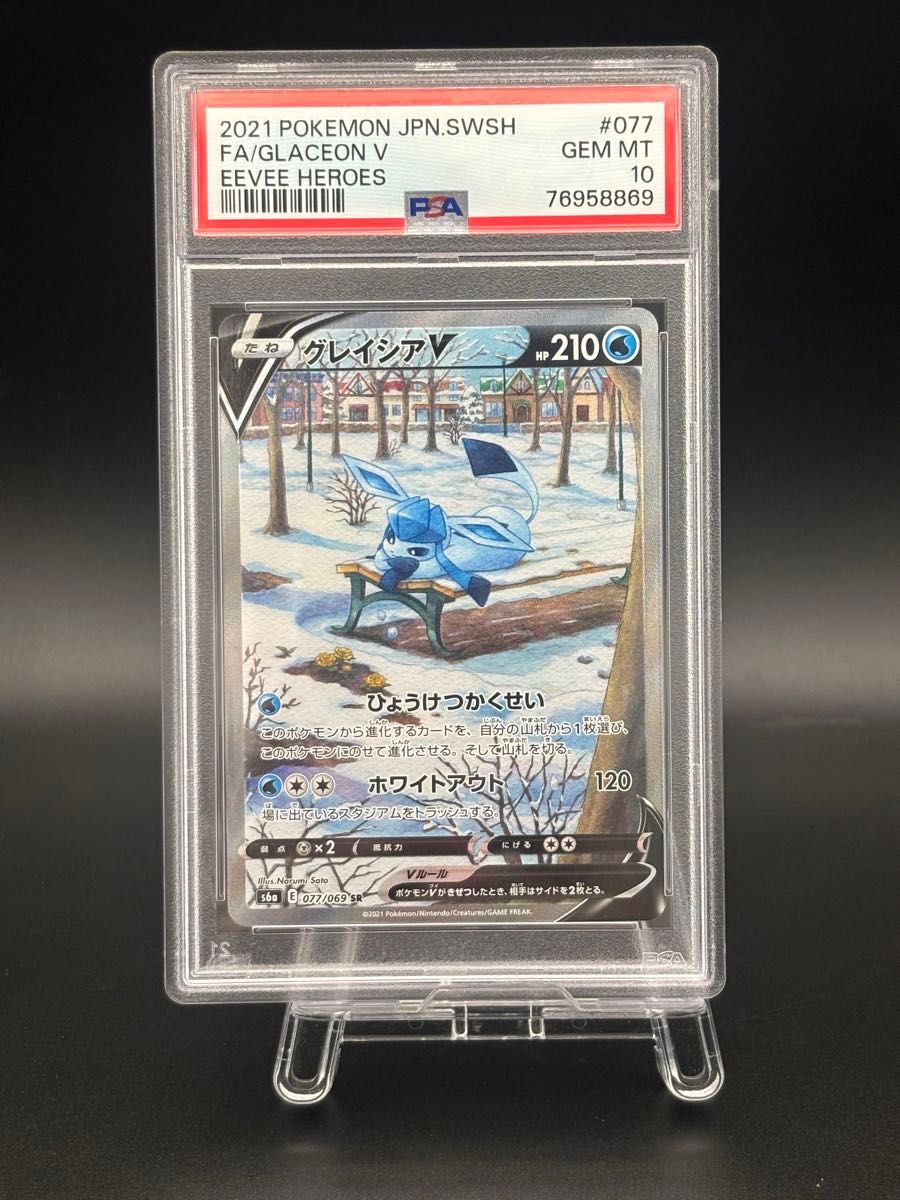 2021 POKEMON JPN.SWSH #077
FA/GLACEON V GEM MT
EEVEE HEROES 10
76958869
PSA
たね グレイシアV HP 210
ひょうけつかくせい
このポケモンから進化するカードを、自分の山札から1枚選び、
このポケモンにのせて進化させる。そして山札を切る。
ホワイトアウト 120
場に出ているスタジアムをトラッシュする。
弱点 ×2 抵抗力 にげる
Illus.Narumi Sato
Vルール
ポケモンVがきぜつしたとき、相手はサイドを2枚とる。
s6a E 077/069 SR
©2021 Pokémon/Nintendo/Creatures/GAME FREAK.
PSA